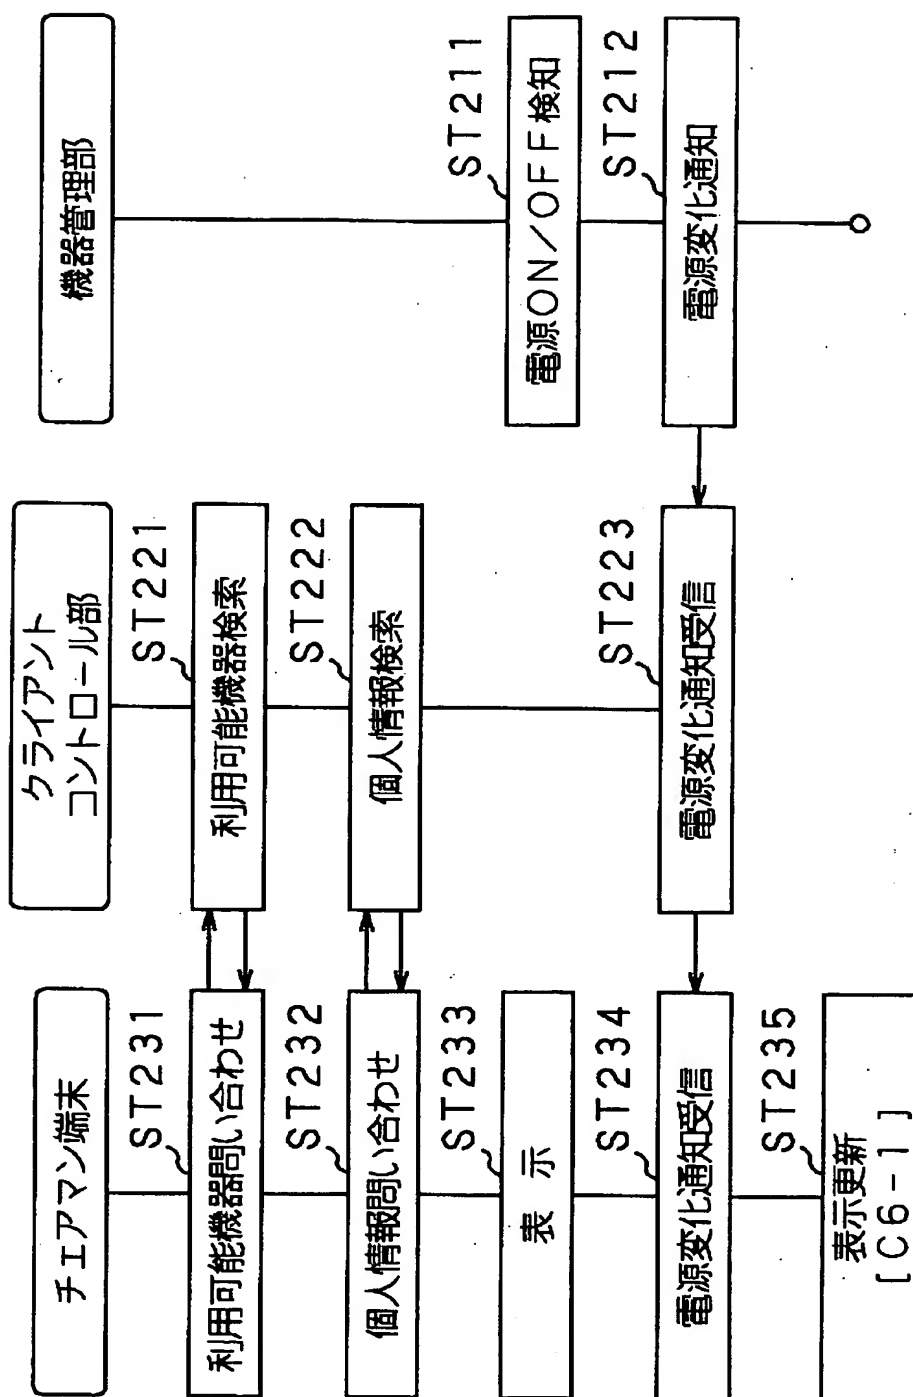 チェアマン端末
ST231
利用可能機器問い合わせ
ST232
個人情報問い合わせ
ST233
表示
ST234
電源変化通知受信
ST235
表示更新
[C6-1]
クライアント
コントロール部
ST221
利用可能機器検索
ST222
個人情報検索
ST223
電源変化通知受信
機器管理部
ST211
電源ON/OFF検知
ST212
電源変化通知